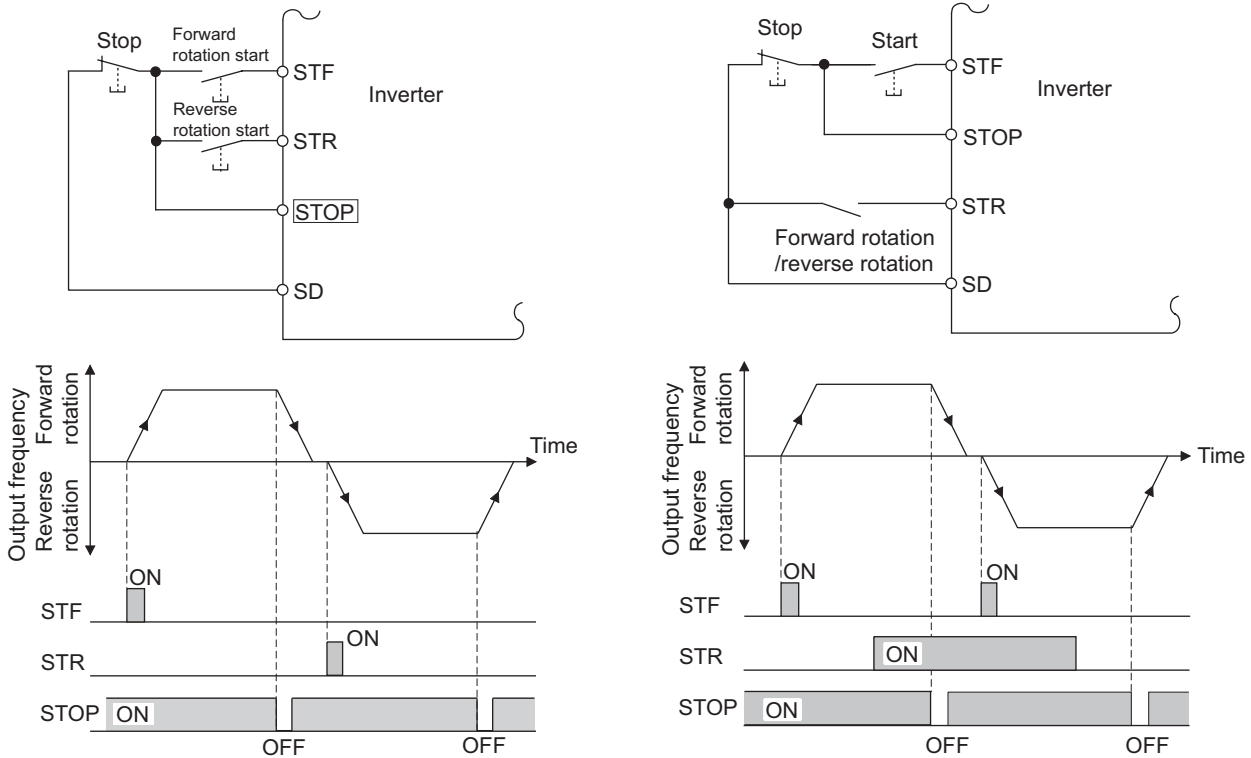 Stop
Forward
rotation start
STF
Inverter
Reverse
rotation start
STR
STOP
SD
Output frequency
Reverse Forward
rotation rotation
Time
ON
STF
ON
STR
STOP
ON
OFF
OFF
Stop
Start
STF
Inverter
STOP
STR
Forward rotation
/reverse rotation
SD
Output frequency
Reverse Forward
rotation rotation
Time
ON
ON
STF
STR
ON
STOP
ON
OFF
OFF